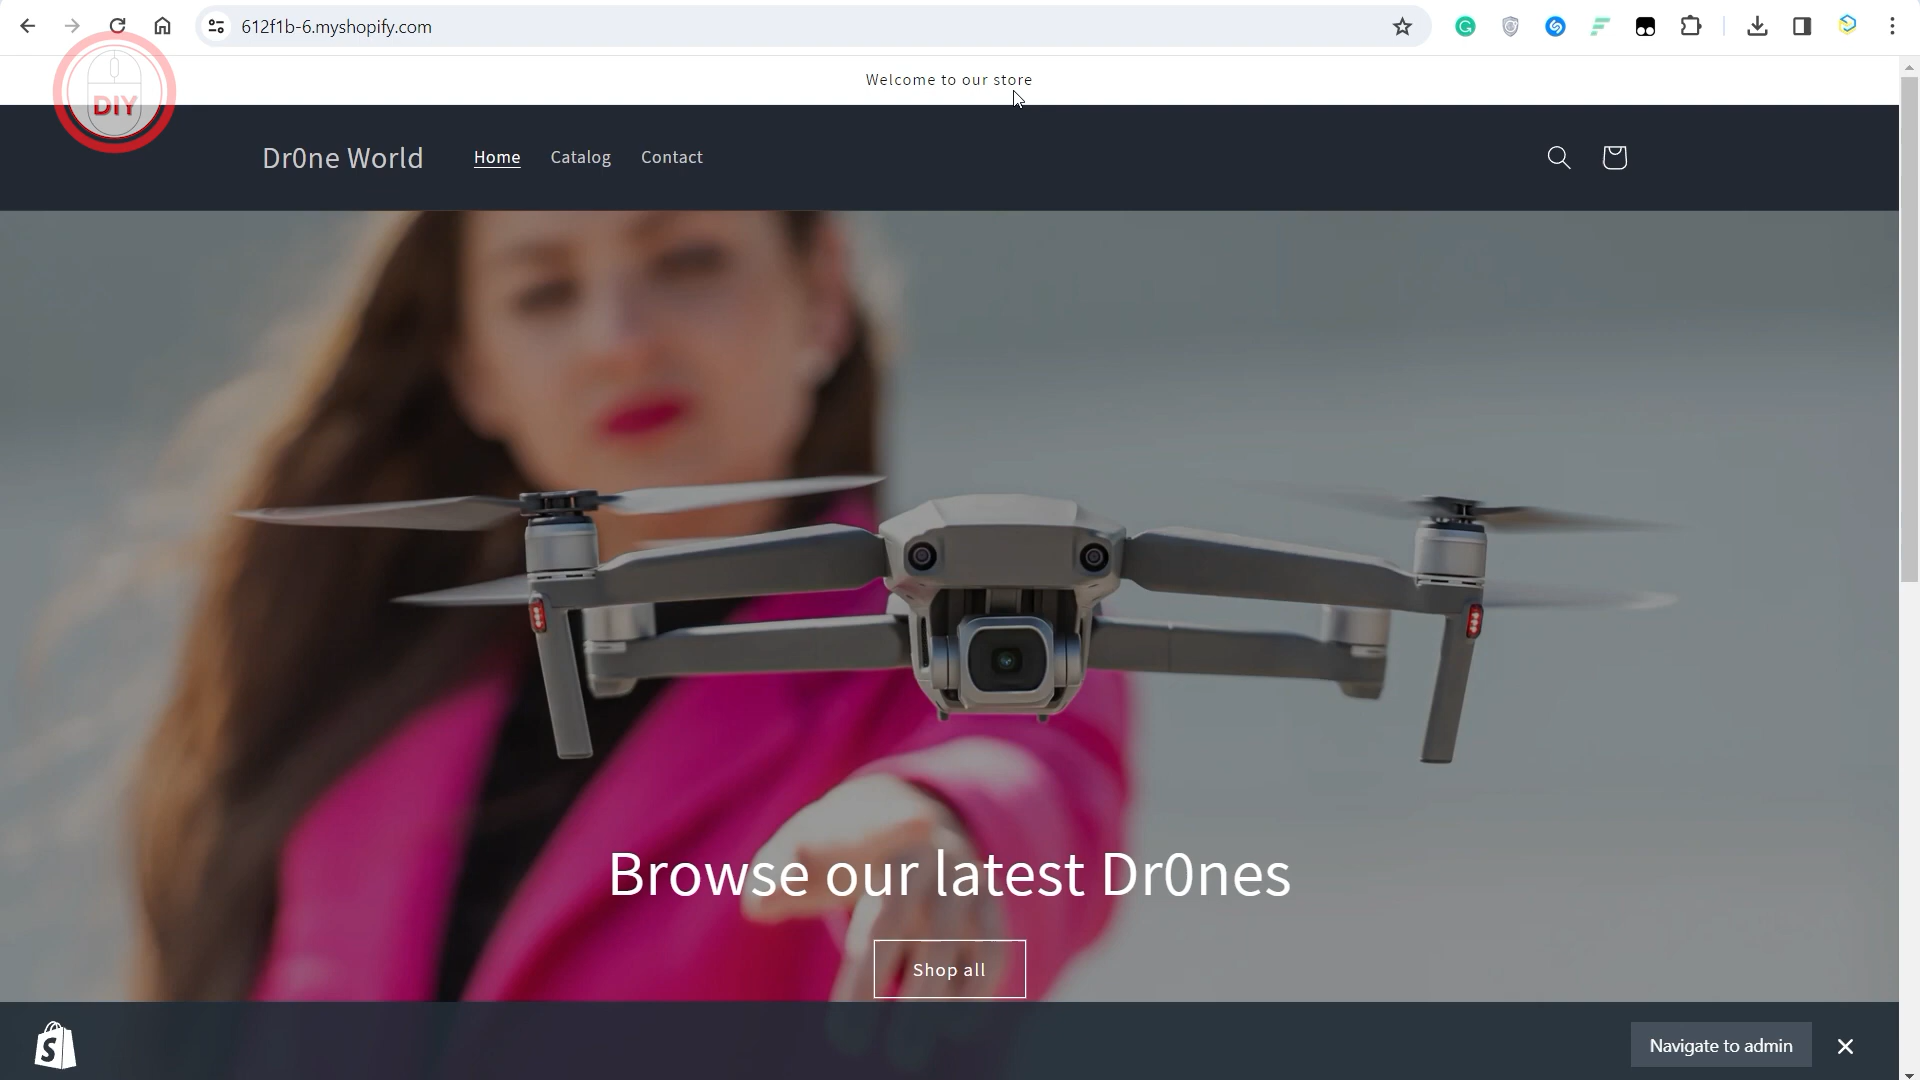 612f1b-6.myshopify.com
DIY
Welcome to our store
Dr0ne World
Home
Catalog
Contact
Browse our latest Dr0nes
Shop all
Navigate to admin